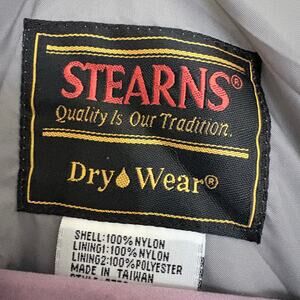 STEARNS®
Quality Is Our Tradition.
Dry Wear®
SHELL:100% NYLON
LINING1:100% NYLON
LINING2:100% POLYESTER
MADE IN TAIWAN